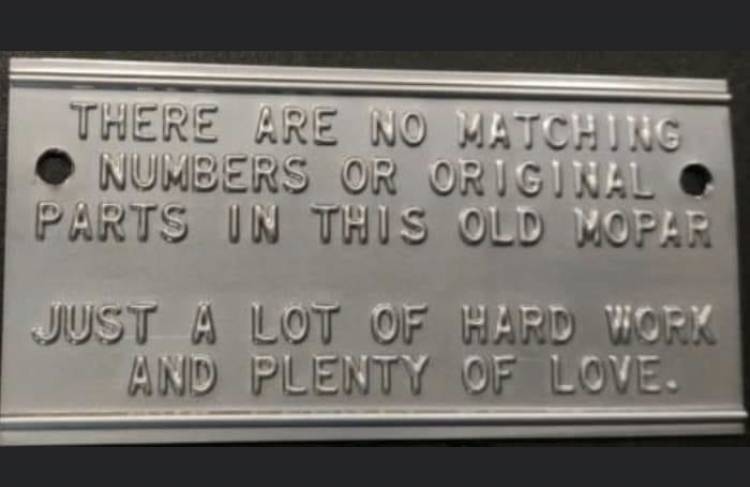 THERE ARE NO MATCHING
NUMBERS OR ORIGINAL
PARTS IN THIS OLD MOPAR
JUST A LOT OF HARD WORK
AND PLENTY OF LOVE.